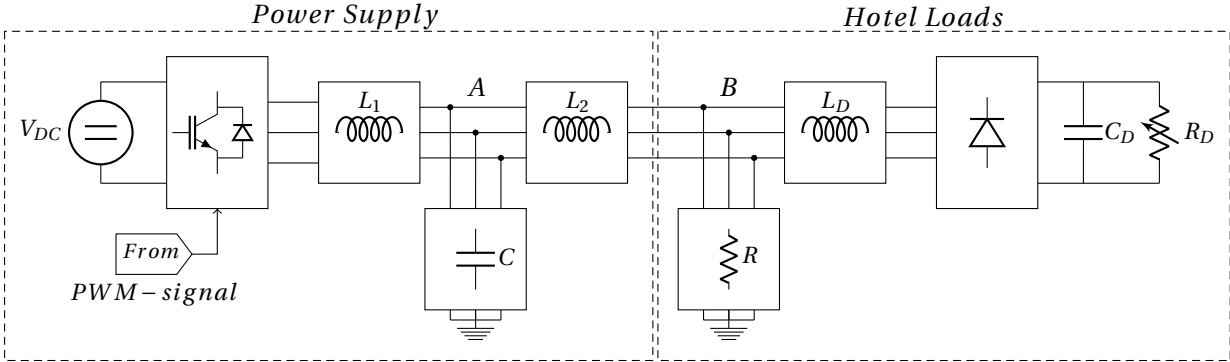 Power Supply
Hotel Loads
V_DC
L_1
A
L_2
B
L_D
C_D
R_D
From
PWM−signal
C
R